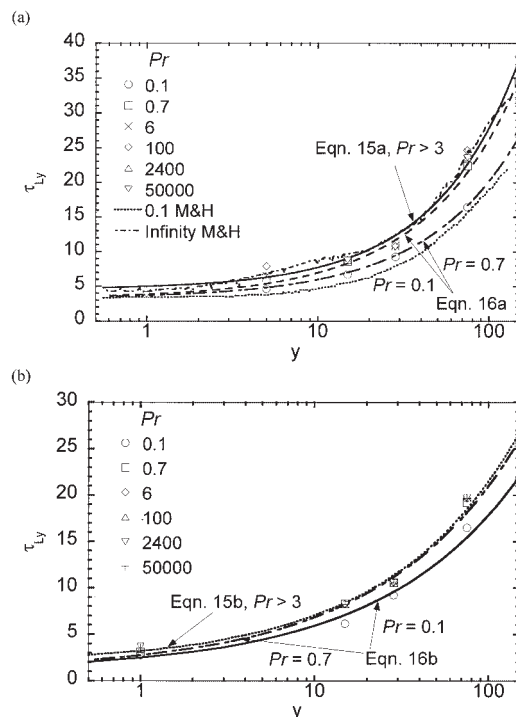 (a)
40
35
30
25
20
15
10
5
0
τLy
Pr
0.1
0.7
6
100
2400
50000
0.1 M&H
Infinity M&H
Eqn. 15a, Pr > 3
Pr = 0.7
Pr = 0.1
Eqn. 16a
1
10
100
y
(b)
30
25
20
15
10
5
0
τLy
Pr
0.1
0.7
6
100
2400
50000
Eqn. 15b, Pr > 3
Pr = 0.1
Pr = 0.7
Eqn. 16b
1
10
100
y